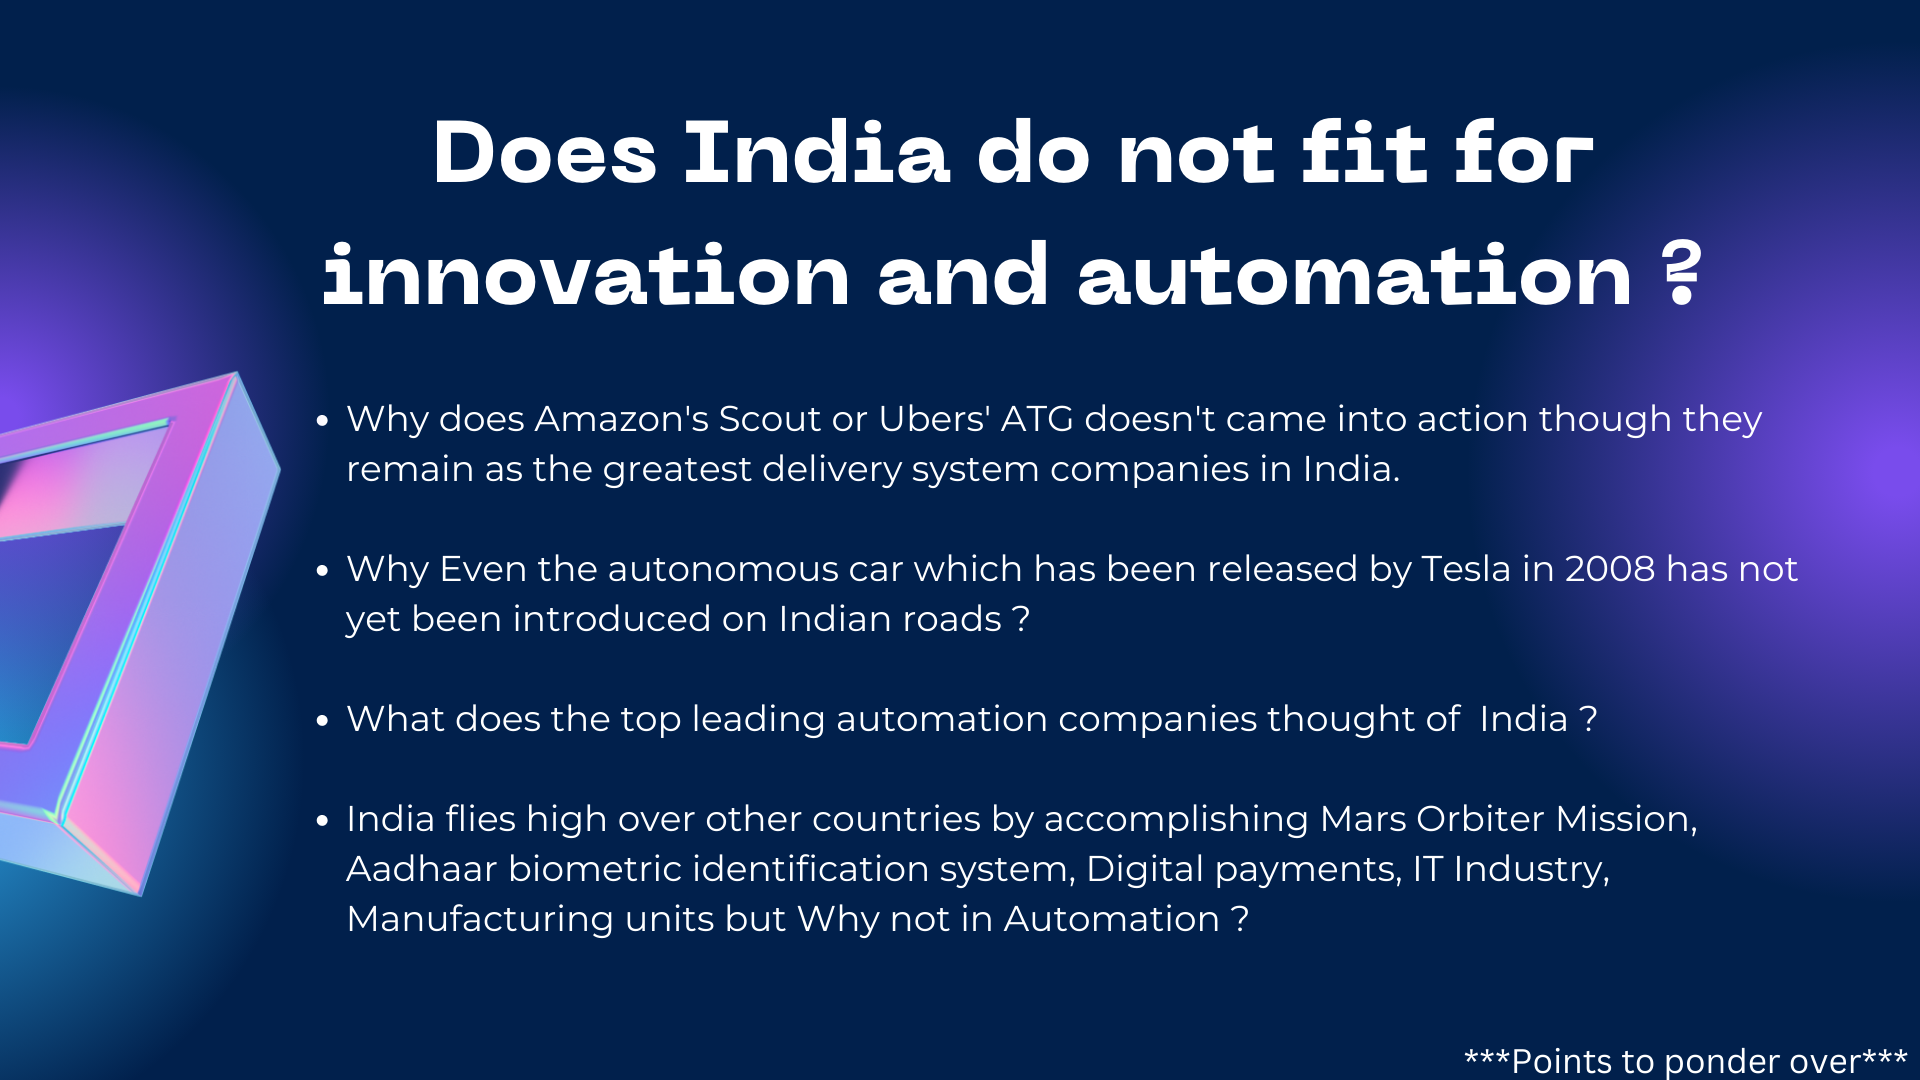 Does India do not fit for
innovation and automation ?
• Why does Amazon's Scout or Ubers' ATG doesn't came into action though they
remain as the greatest delivery system companies in India.
• Why Even the autonomous car which has been released by Tesla in 2008 has not
yet been introduced on Indian roads ?
• What does the top leading automation companies thought of  India ?
• India flies high over other countries by accomplishing Mars Orbiter Mission,
Aadhaar biometric identification system, Digital payments, IT Industry,
Manufacturing units but Why not in Automation ?
***Points to ponder over***